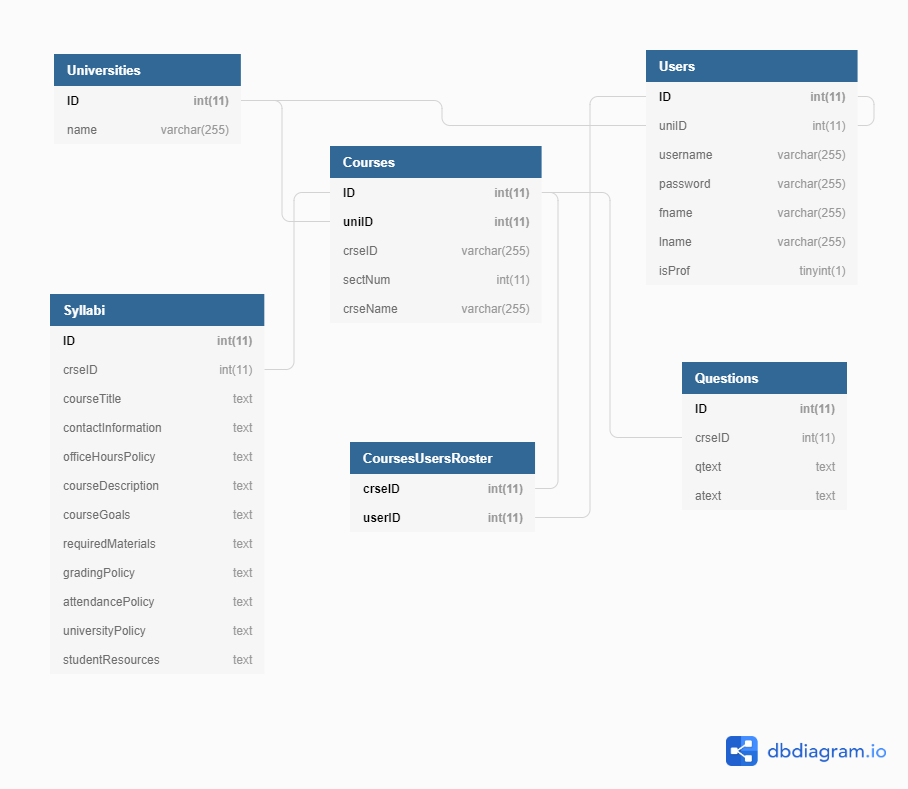 Universities
ID int(11)
name varchar(255)
Users
ID int(11)
uniID int(11)
username varchar(255)
password varchar(255)
fname varchar(255)
lname varchar(255)
isProf tinyint(1)
Courses
ID int(11)
uniID int(11)
crseID varchar(255)
sectNum int(11)
crseName varchar(255)
Syllabi
ID int(11)
crseID int(11)
courseTitle text
contactInformation text
officeHoursPolicy text
courseDescription text
courseGoals text
requiredMaterials text
gradingPolicy text
attendancePolicy text
universityPolicy text
studentResources text
CoursesUsersRoster
crseID int(11)
userID int(11)
Questions
ID int(11)
crseID int(11)
qtext text
atext text
dbdiagram.io